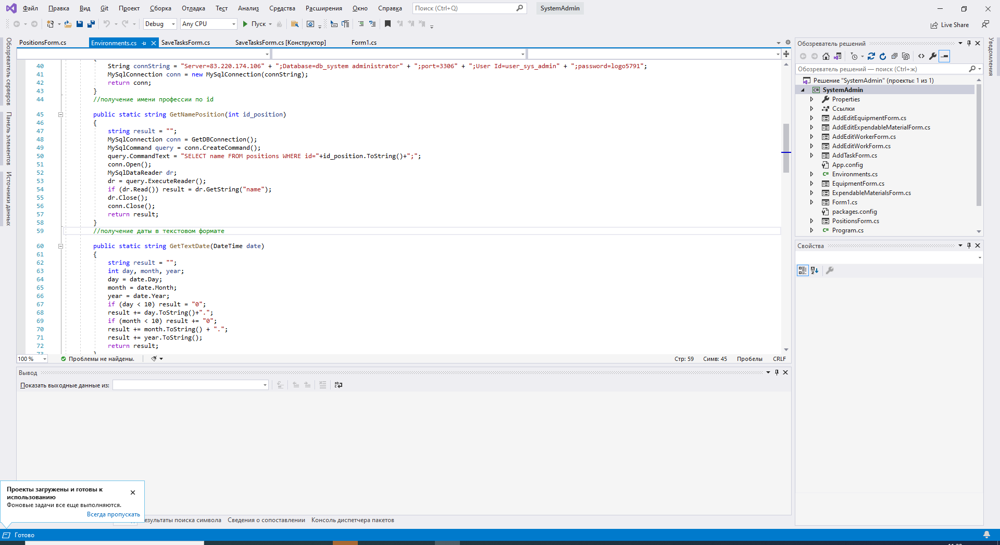 Файл Правка Вид Git Проект Сборка Отладка Тест Анализ Средства Расширения Окно Справка Поиск (Ctrl+Q) SystemAdmin
Debug Any CPU Пуск Live Share
Обозреватель серверов
Панель элементов
Источники данных
PositionsForm.cs Environments.cs SaveTasksForm.cs SaveTasksForm.cs [Конструктор] Form1.cs
40 String connString = "Server=83.220.174.106" + ";Database=db_system administrator" + ";port=3306" + ";User Id=user_sys_admin" + ";password=logo5791";
41 MySqlConnection conn = new MySqlConnection(connString);
42 return conn;
43 }
44 //получение имени профессии по id
45 public static string GetNamePosition(int id_position)
46 {
47 string result = "";
48 MySqlConnection conn = GetDBConnection();
49 MySqlCommand query = conn.CreateCommand();
50 query.CommandText = "SELECT name FROM positions WHERE id="+id_position.ToString()+";";
51 conn.Open();
52 MySqlDataReader dr;
53 dr = query.ExecuteReader();
54 if (dr.Read()) result = dr.GetString("name");
55 dr.Close();
56 conn.Close();
57 return result;
58 }
59 //получение даты в текстовом формате
60 public static string GetTextDate(DateTime date)
61 {
62 string result = "";
63 int day, month, year;
64 day = date.Day;
65 month = date.Month;
66 year = date.Year;
67 if (day < 10) result = "0";
68 result += day.ToString()+".";
69 if (month < 10) result += "0";
70 result += month.ToString() + ".";
71 result += year.ToString();
72 return result;
73 }
100 % Проблемы не найдены. Стр: 59 Симв: 45 Пробелы CRLF
Вывод
Показать выходные данные из:
Обозреватель решений
Обозреватель решений — поиск (Ctrl+ж)
Решение "SystemAdmin" (проекты: 1 из 1)
C# SystemAdmin
Properties
Ссылки
AddEditEquipmentForm.cs
AddEditExpendableMaterialForm.cs
AddEditWorkerForm.cs
AddEditWorkForm.cs
AddTaskForm.cs
App.config
C# Environments.cs
EquipmentForm.cs
ExpendableMaterialsForm.cs
Form1.cs
packages.config
PositionsForm.cs
C# Program.cs
Свойства
Уведомления
Проекты загружены и готовы к
использованию
Фоновые задачи все еще выполняются.
Всегда пропускать
езультаты поиска символа Сведения о сопоставлении Консоль диспетчера пакетов
Готово